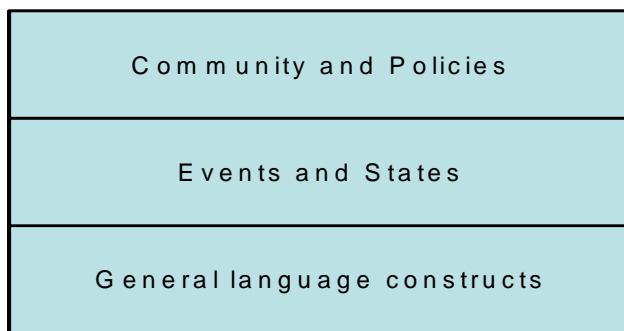 Community and Policies
Events and States
General language constructs